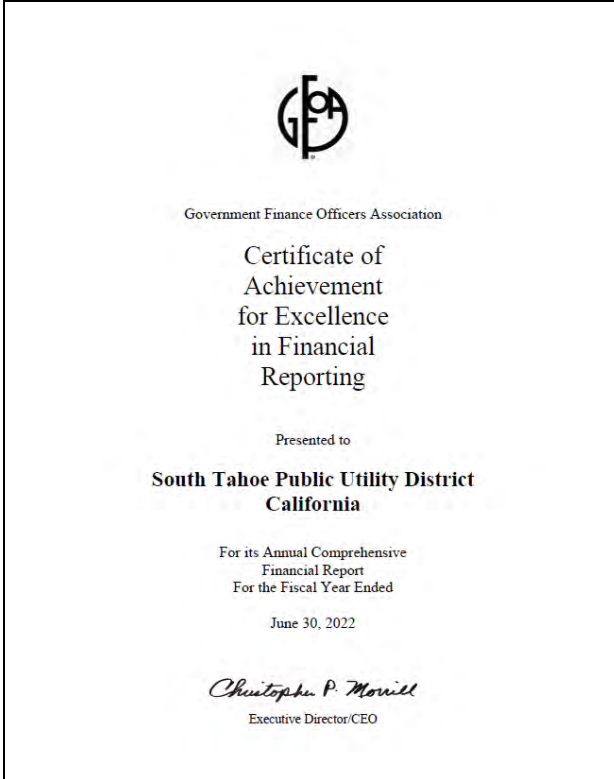 GFOA
Government Finance Officers Association
Certificate of
Achievement
for Excellence
in Financial
Reporting
Presented to
South Tahoe Public Utility District
California
For its Annual Comprehensive
Financial Report
For the Fiscal Year Ended
June 30, 2022
Christopher P. Morrill
Executive Director/CEO